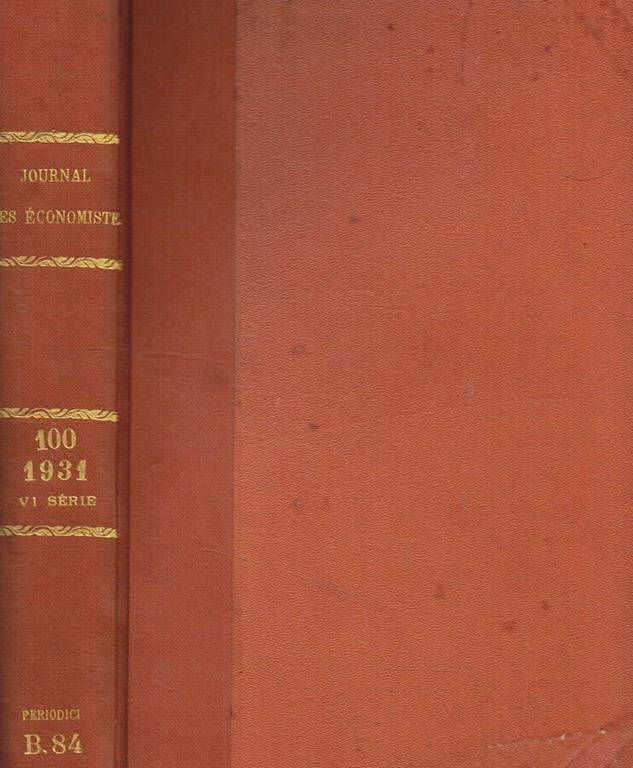 JOURNAL
ES ÉCONOMISTE
100
1931
VI SÉRIE
PERIODICI
B. 84